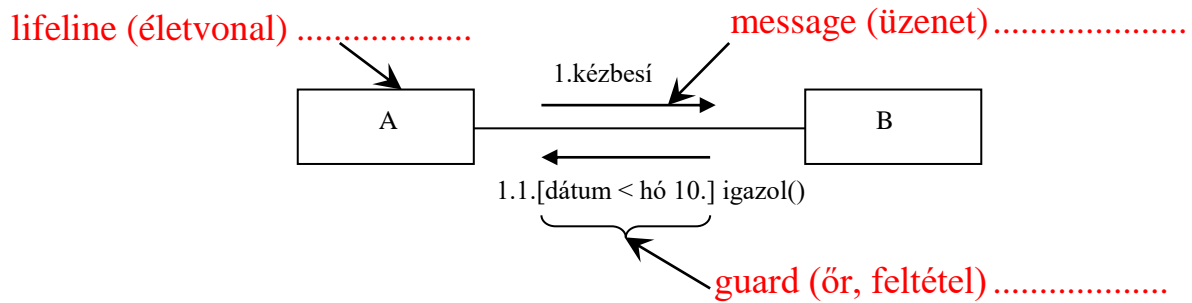 lifeline (életvonal) ..................
message (üzenet) ....................
1.kézbesí
A
B
1.1.[dátum < hó 10.] igazol()
guard (őr, feltétel) ..................